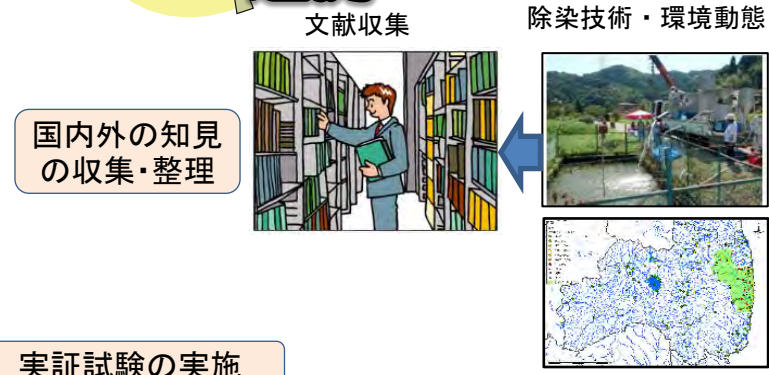 文献収集
除染技術・環境動態
国内外の知見
の収集・整理
実証試験の実施